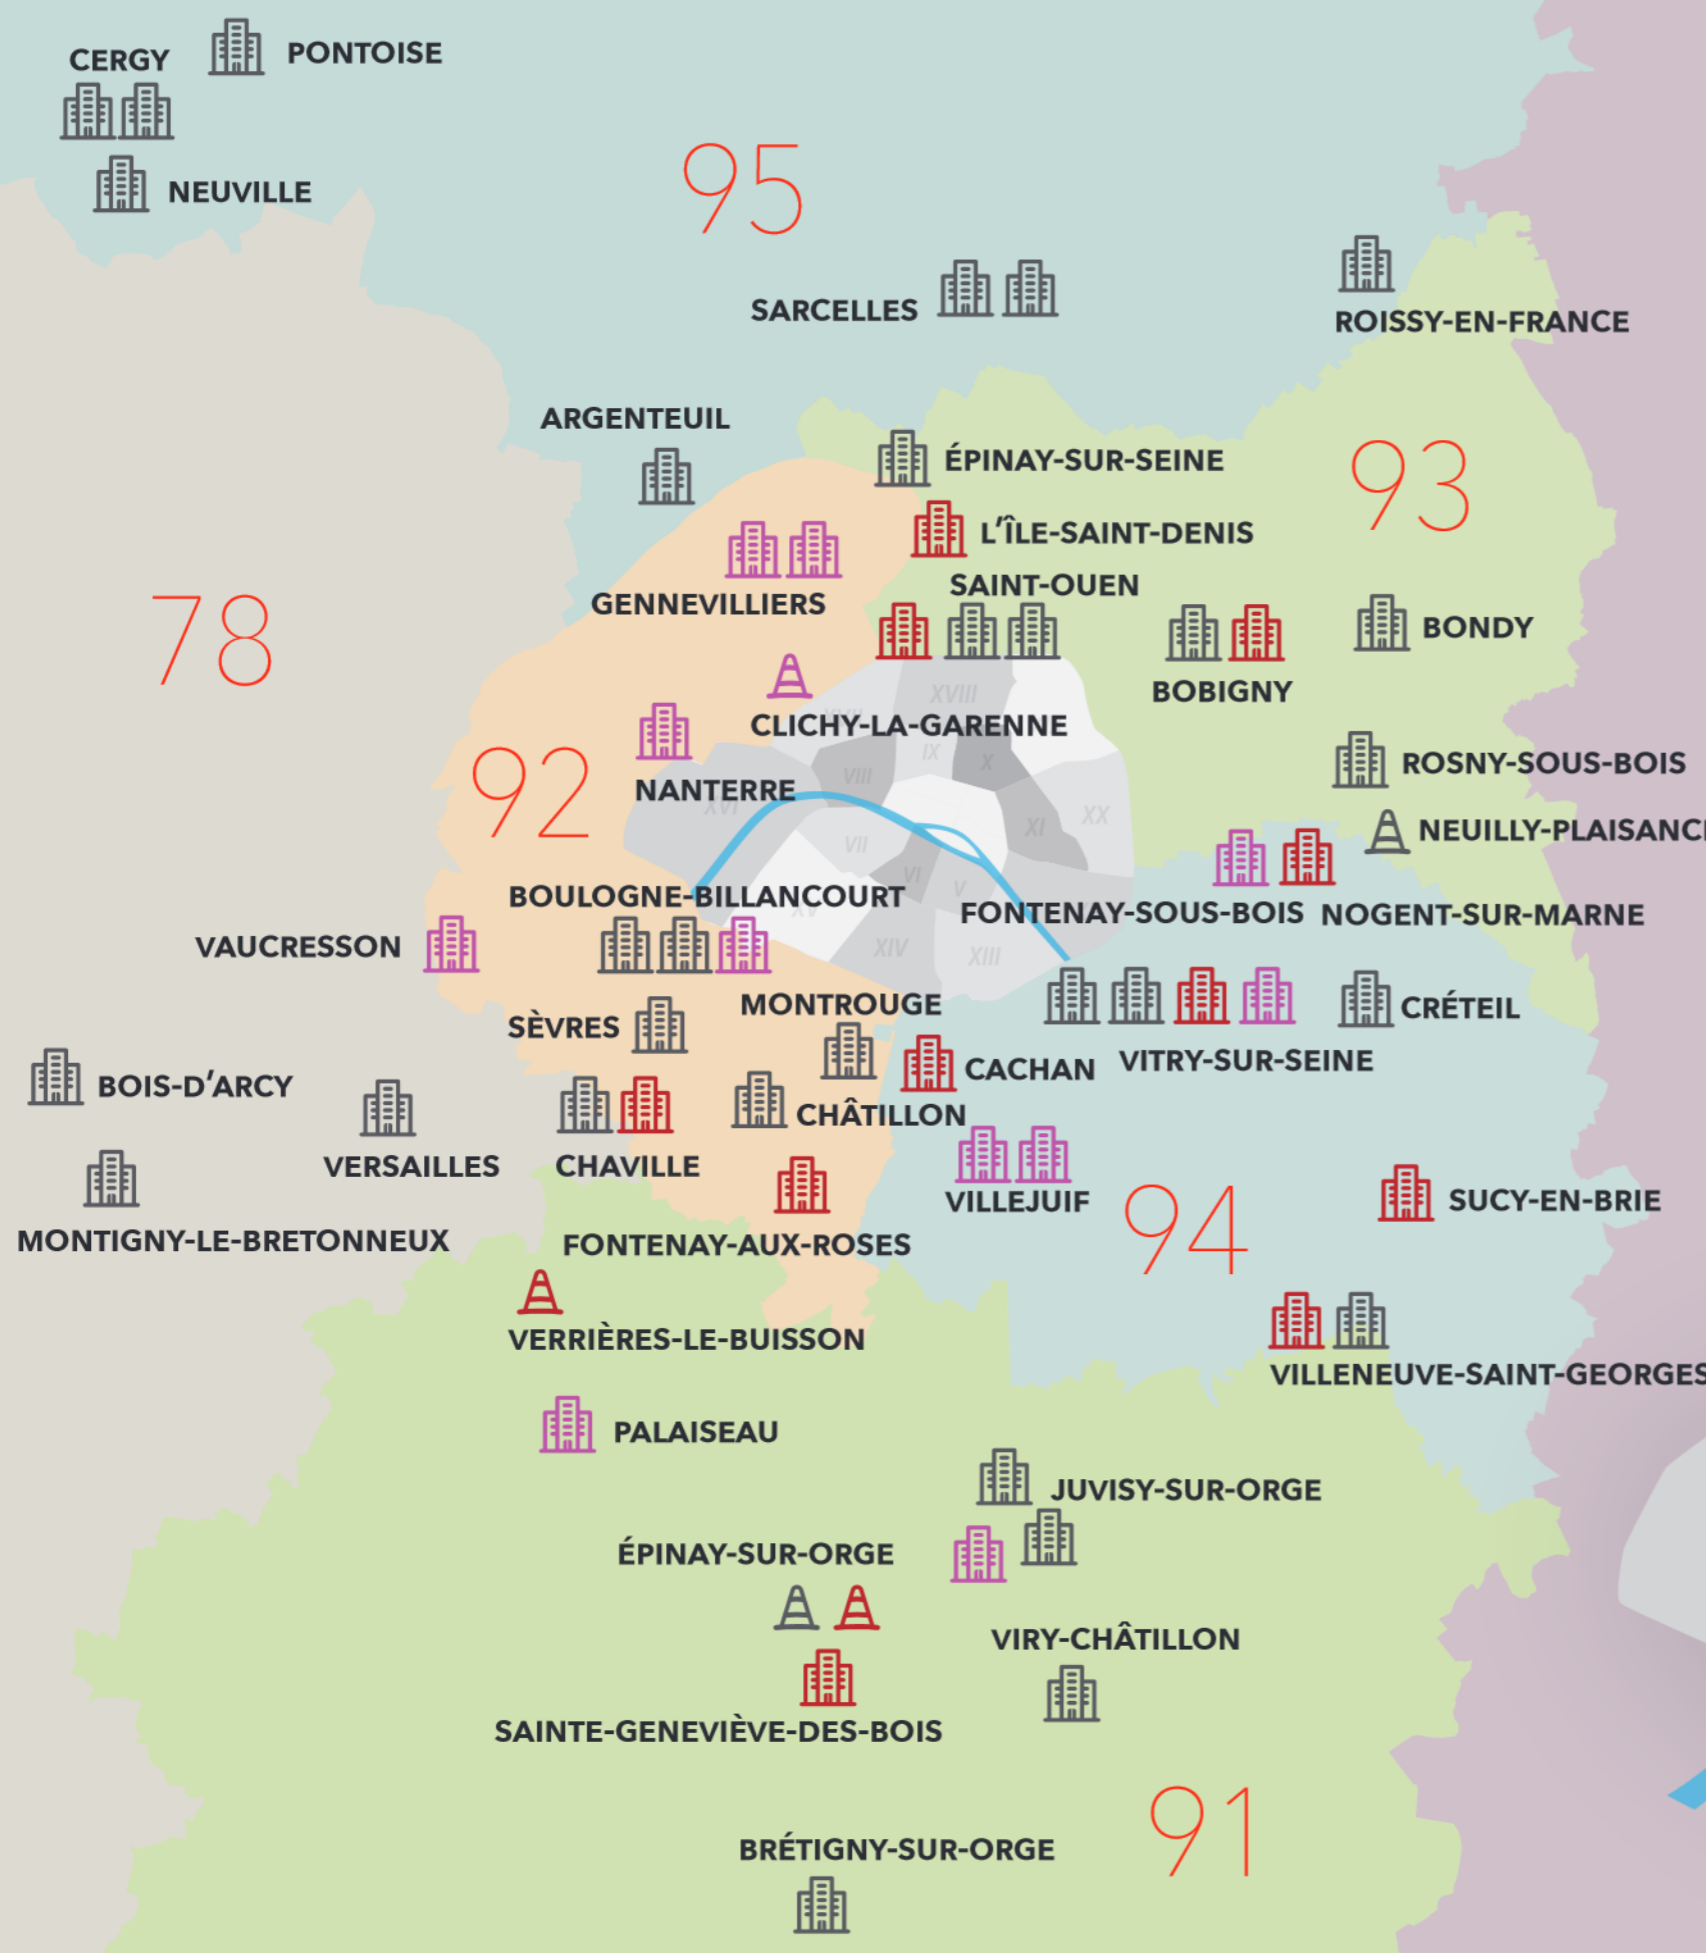 CERGY
PONTOISE
NEUVILLE
95
SARCELLES
ROISSY-EN-FRANCE
ARGENTEUIL
ÉPINAY-SUR-SEINE
93
L'ÎLE-SAINT-DENIS
SAINT-OUEN
GENNEVILLIERS
78
BONDY
BOBIGNY
XVIII
CLICHY-LA-GARENNE
IX
X
ROSNY-SOUS-BOIS
92
NANTERRE
VIII
XVI
XI
XX
NEUILLY-PLAISANC
VII
VI
V
BOULOGNE-BILLANCOURT
XV
FONTENAY-SOUS-BOIS
NOGENT-SUR-MARNE
VAUCRESSON
XIV
XIII
MONTROUGE
CRÉTEIL
SÈVRES
CACHAN
VITRY-SUR-SEINE
BOIS-D'ARCY
CHÂTILLON
VERSAILLES
CHAVILLE
VILLEJUIF
94
SUCY-EN-BRIE
MONTIGNY-LE-BRETONNEUX
FONTENAY-AUX-ROSES
VERRIÈRES-LE-BUISSON
VILLENEUVE-SAINT-GEORGES
PALAISEAU
JUVISY-SUR-ORGE
ÉPINAY-SUR-ORGE
VIRY-CHÂTILLON
SAINTE-GENEVIÈVE-DES-BOIS
91
BRÉTIGNY-SUR-ORGE